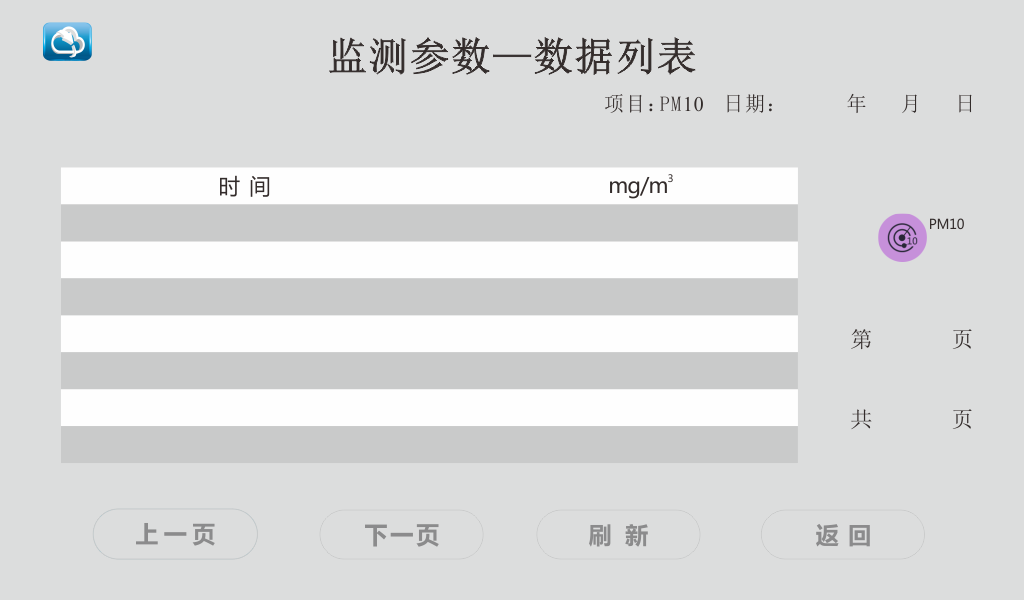 监测参数—数据列表
项目:PM10 日期: 年 月 日
时间 mg/m³
PM10
10
第 页
共 页
上一页 下一页 刷新 返回